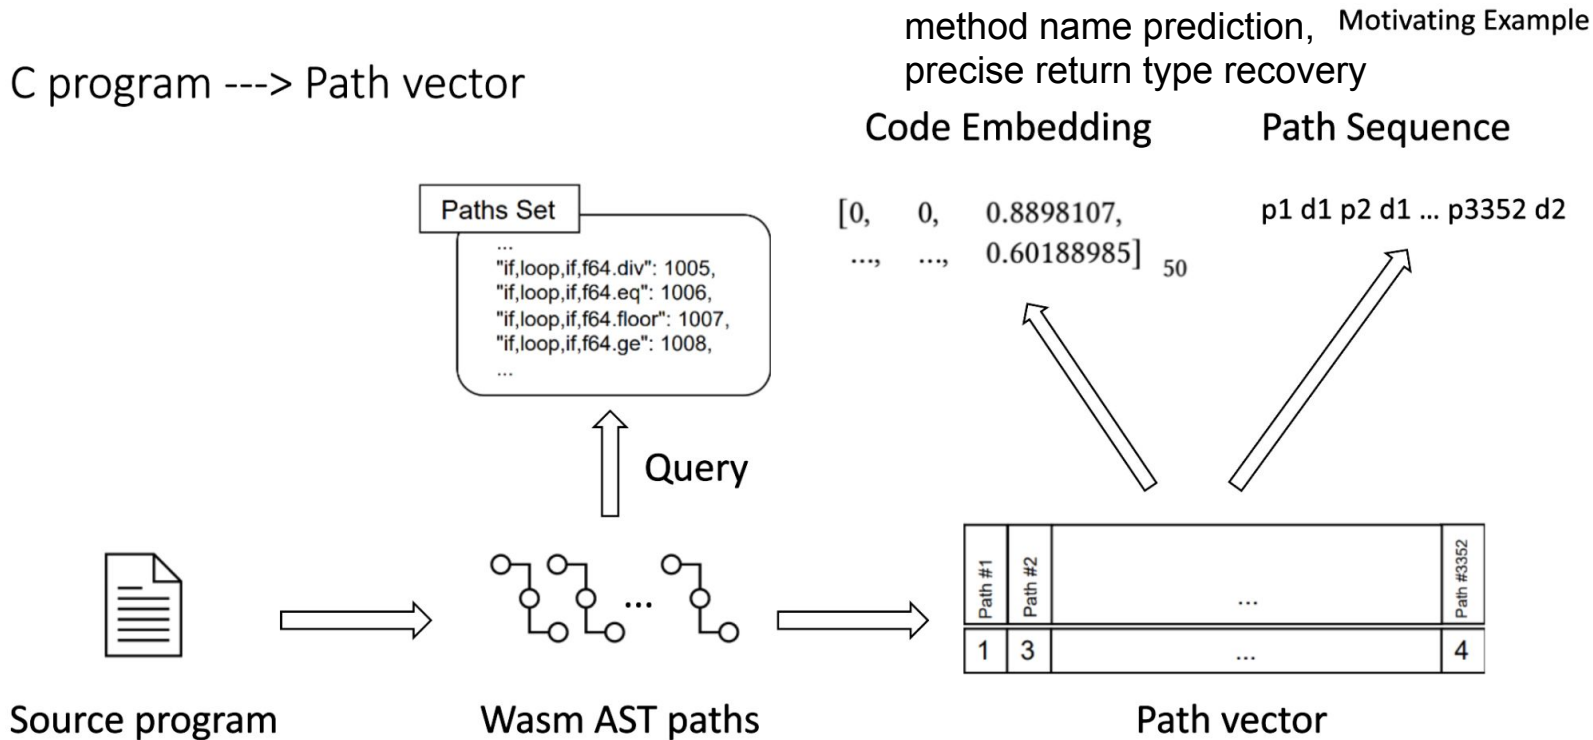 method name prediction,
precise return type recovery
Motivating Example
C program ---> Path vector
Code Embedding
Path Sequence
Paths Set
...
"if,loop,if,f64.div": 1005,
"if,loop,if,f64.eq": 1006,
"if,loop,if,f64.floor": 1007,
"if,loop,if,f64.ge": 1008,
...
[0, 0, 0.8898107,
..., ..., 0.60188985] 50
p1 d1 p2 d1 ... p3352 d2
Query
...
Path #1
Path #2
...
Path #3352
1 3 ... 4
Source program
Wasm AST paths
Path vector